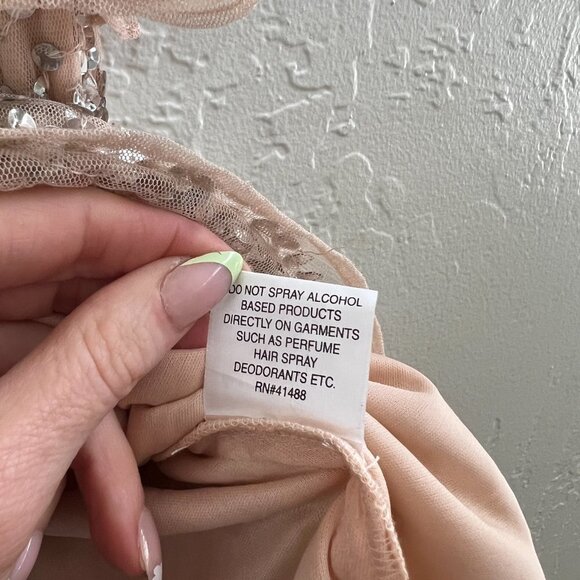 DO NOT SPRAY ALCOHOL
BASED PRODUCTS
DIRECTLY ON GARMENTS
SUCH AS PERFUME
HAIR SPRAY
DEODORANTS ETC.
RN#41488